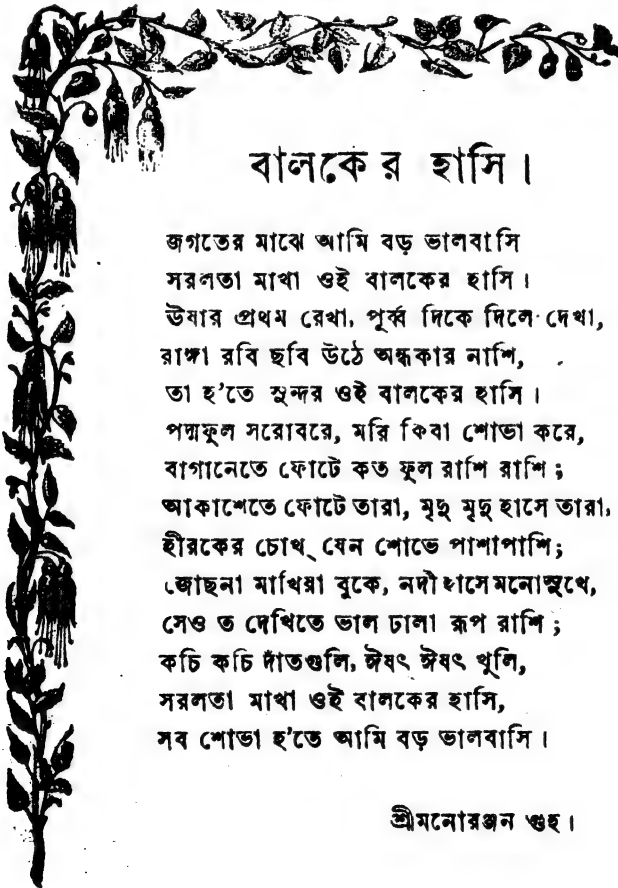 বালকের হাসি।
জগতের মাঝে আমি বড় ভালবাসি
সরলতা মাখা ওই বালকের হাসি।
ঊষার প্রথম রেখা, পূর্ব্ব দিকে দিলে দেখা,
রাঙ্গা রবি ছবি উঠে অন্ধকার নাশি,
তা হ'তে সুন্দর ওই বালকের হাসি।
পদ্মফুল সরোবরে, মরি কিবা শোভা করে,
বাগানেতে ফোটে কত ফুল রাশি রাশি;
আকাশেতে ফোটে তারা, মৃদু মৃদু হাসে তারা,
হীরকের চোখ্ যেন শোভে পাশাপাশি;
জোছনা মাখিয়া বুকে, নদী হাসে মনোসুখে,
সেও ত দেখিতে ভাল ঢালা রূপ রাশি;
কচি কচি দাঁতগুলি, ঈষৎ ঈষৎ খুলি,
সরলতা মাখা ওই বালকের হাসি,
সব শোভা হ'তে আমি বড় ভালবাসি।
শ্রীমনোরঞ্জন গুহ।